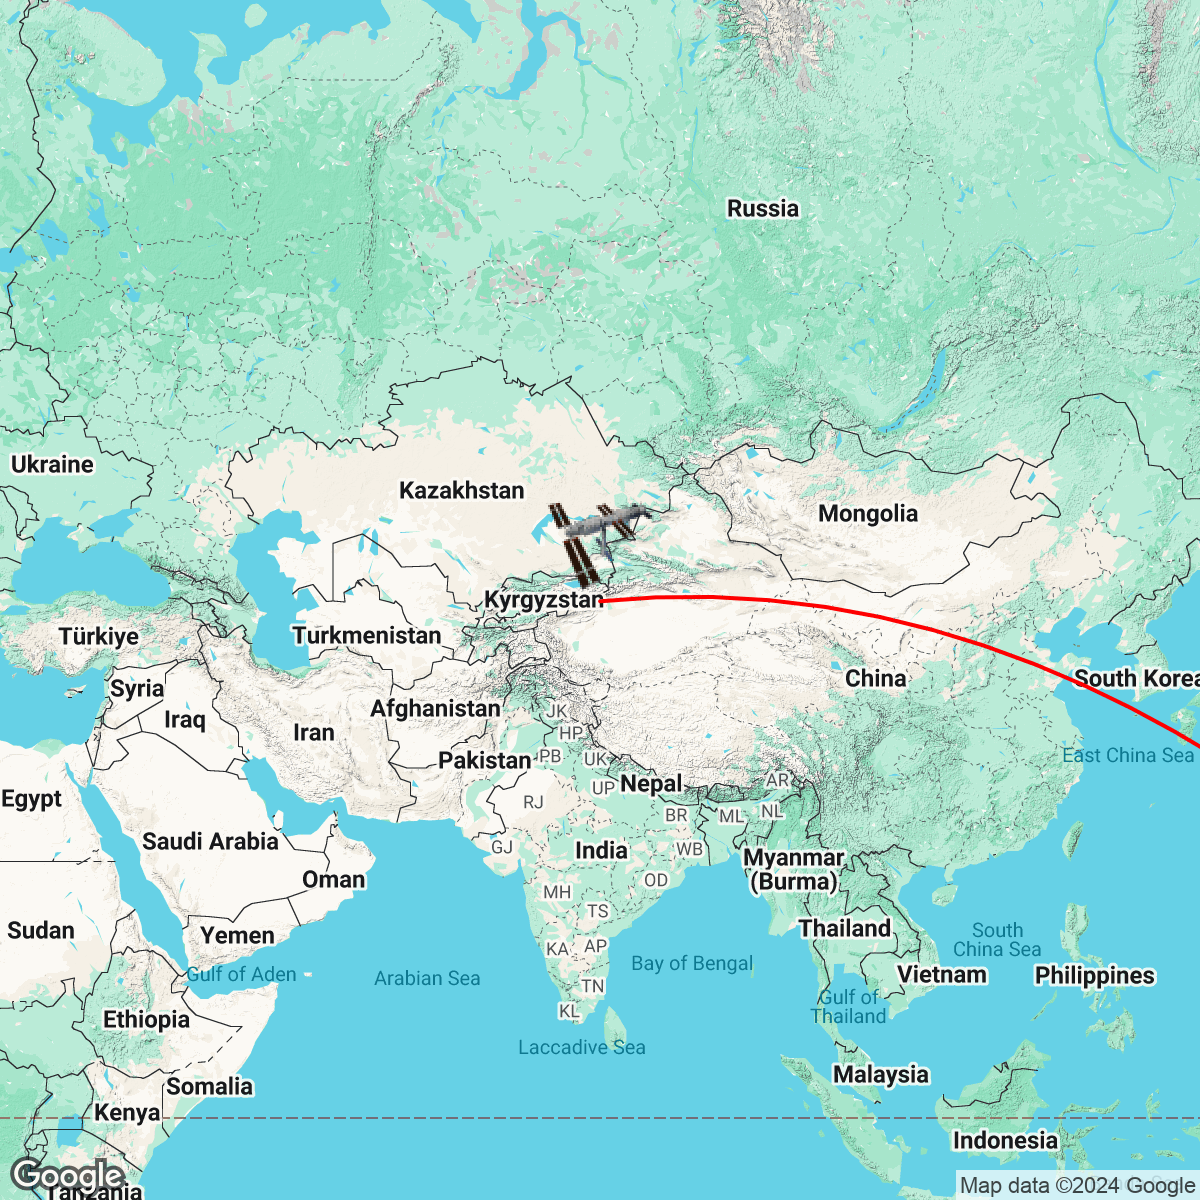 Russia
Ukraine
Kazakhstan
Mongolia
Kyrgyzstan
Türkiye
Turkmenistan
Syria
China
South Korea
Afghanistan
JK
Iraq
Iran
HP
East China Sea
Pakistan
PB
UK
Nepal
AR
UP
Egypt
RJ
BR
ML
NL
Saudi Arabia
GJ
India
WB
Myanmar
(Burma)
Oman
MH
OD
TS
Sudan
Yemen
KA
AP
Thailand
South
China Sea
Gulf of Aden
Arabian Sea
Bay of Bengal
Vietnam
Philippines
TN
Gulf of
Thailand
KL
Ethiopia
Laccadive Sea
Somalia
Malaysia
Kenya
Indonesia
Google
Tanzania
Map data ©2024 Google